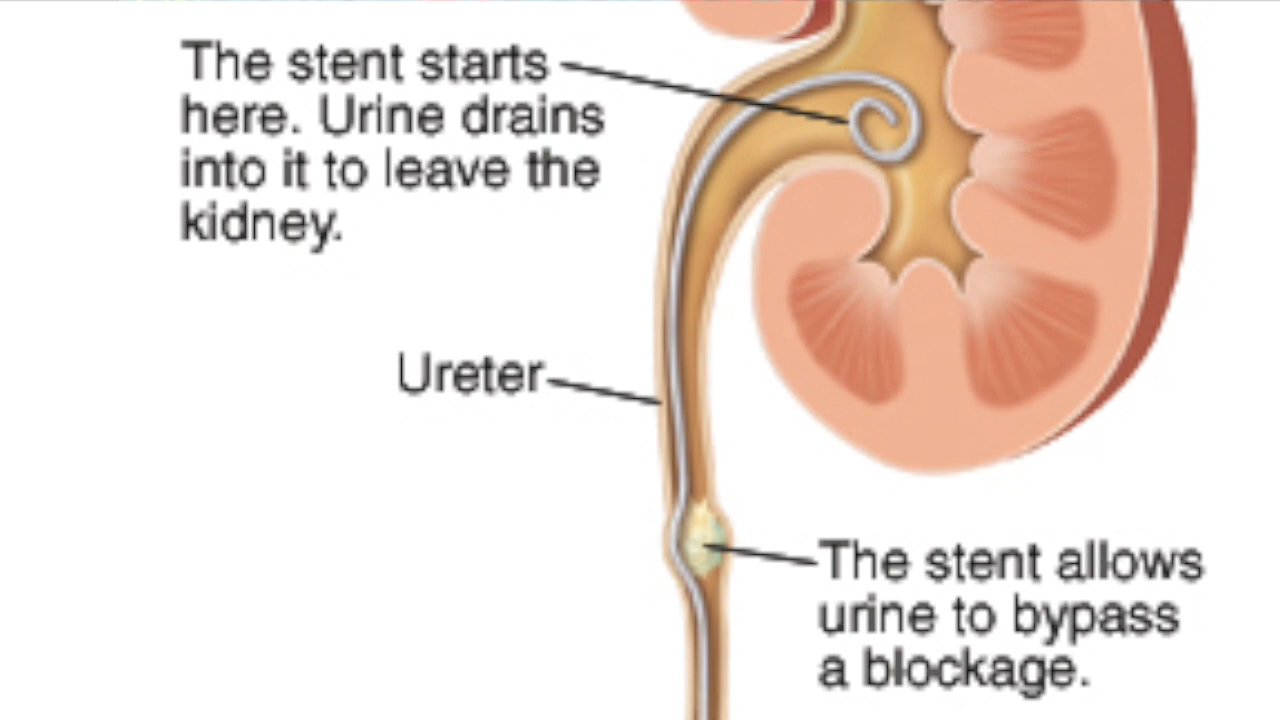 The stent starts
here. Urine drains
into it to leave the
kidney.
Ureter
The stent allows
urine to bypass
a blockage.